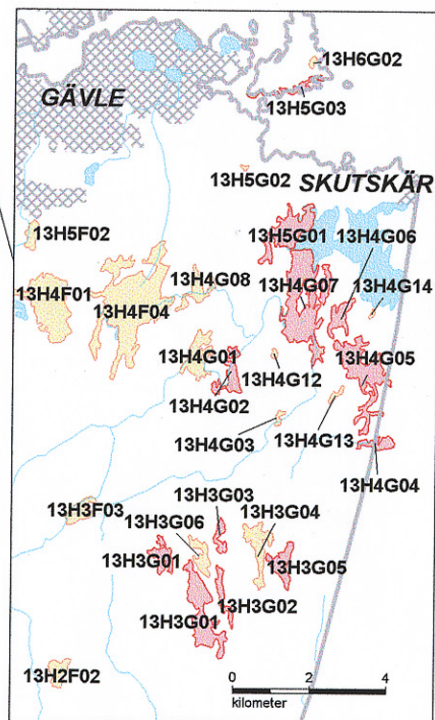 13H6G02
GÄVLE
13H5G03
13H5G02
SKUTSKÄR
13H5F02
13H5G01
13H4G06
13H4F01
13H4G08
13H4G07
13H4G14
13H4F04
13H4G01
13H4G05
13H4G12
13H4G02
13H4G03
13H4G13
13H4G04
13H3G03
13H3F03
13H3G06
13H3G04
13H3G01
13H3G05
13H3G02
13H3G01
13H2F02
0 2 4
kilometer